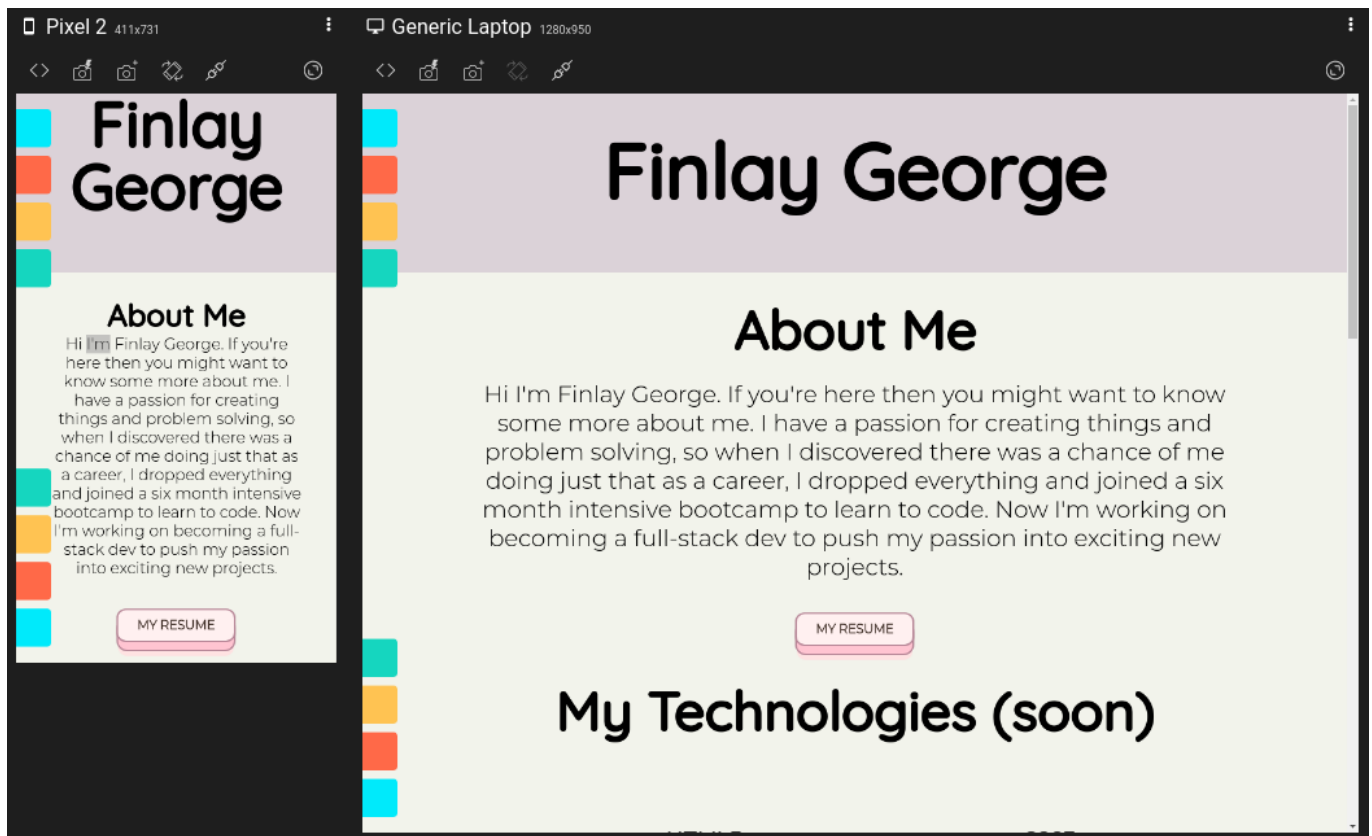 Pixel 2 411x731
Finlay
George
About Me
Hi I'm Finlay George. If you're
here then you might want to
know some more about me. I
have a passion for creating
things and problem solving, so
when I discovered there was a
chance of me doing just that as
a career, I dropped everything
and joined a six month intensive
bootcamp to learn to code. Now
I'm working on becoming a full-
stack dev to push my passion
into exciting new projects.
MY RESUME
Generic Laptop 1280x950
Finlay George
About Me
Hi I'm Finlay George. If you're here then you might want to know
some more about me. I have a passion for creating things and
problem solving, so when I discovered there was a chance of me
doing just that as a career, I dropped everything and joined a six
month intensive bootcamp to learn to code. Now I'm working on
becoming a full-stack dev to push my passion into exciting new
projects.
MY RESUME
My Technologies (soon)